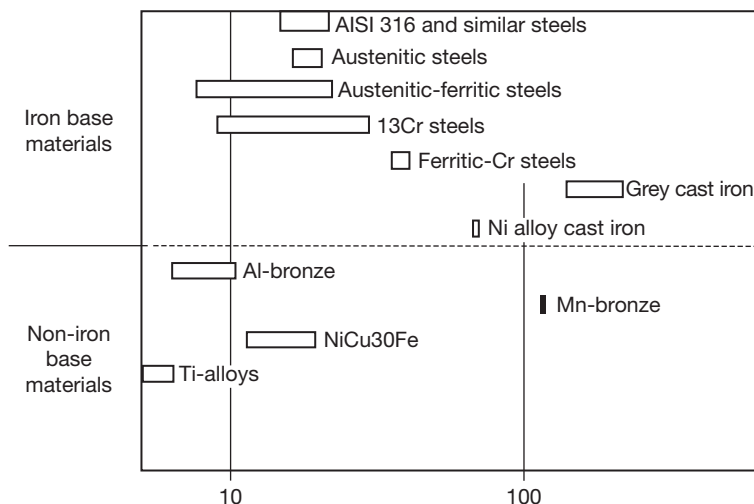 AISI 316 and similar steels
Austenitic steels
Austenitic-ferritic steels
Iron base
materials
13Cr steels
Ferritic-Cr steels
Grey cast iron
Ni alloy cast iron
Al-bronze
Mn-bronze
Non-iron
base
materials
NiCu30Fe
Ti-alloys
10
100